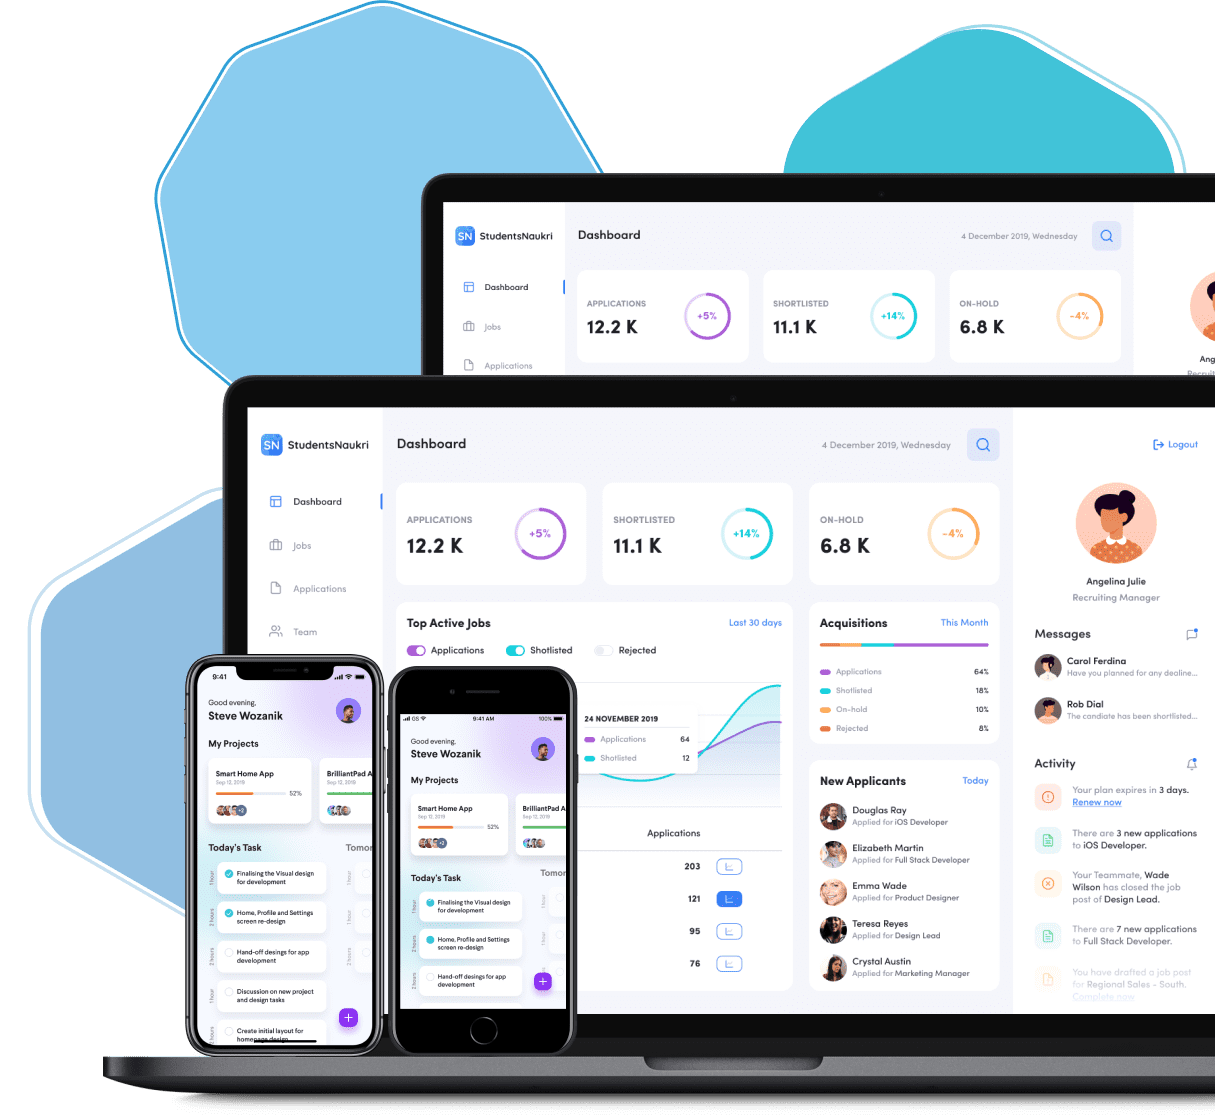 SN StudentsNaukri
Dashboard
4 December 2019, Wednesday
Dashboard
Jobs
Applications
APPLICATIONS
12.2 K
+5%
SHORTLISTED
11.1 K
+14%
ON-HOLD
6.8 K
-4%
Ang
Recruiti
SN StudentsNaukri
Dashboard
4 December 2019, Wednesday
Logout
Dashboard
Jobs
Applications
Team
APPLICATIONS
12.2 K
+5%
SHORTLISTED
11.1 K
+14%
ON-HOLD
6.8 K
-4%
Angelina Julie
Recruiting Manager
Top Active Jobs
Last 30 days
Applications
Shotlisted
Rejected
24 NOVEMBER 2019
Applications 64
Shotlisted 12
Applications
203
121
95
76
Acquisitions
This Month
Applications 64%
Shotlisted 18%
On-hold 10%
Rejected 8%
New Applicants
Today
Douglas Ray
Applied for iOS Developer
Elizabeth Martin
Applied for Full Stack Developer
Emma Wade
Applied for Product Designer
Teresa Reyes
Applied for Design Lead
Crystal Austin
Applied for Marketing Manager
Messages
Carol Ferdina
Have you planned for any dealine...
Rob Dial
The candiate has been shortlisted...
Activity
Your plan expires in 3 days.
Renew now
There are 3 new applications
to iOS Developer.
Your Teammate, Wade
Wilson has closed the job
post of Design Lead.
There are 7 new applications
to Full Stack Developer.
You have drafted a job post
for Regional Sales - South.
Complete now
9:41
Good evening,
Steve Wozanik
My Projects
Smart Home App
Sep 12, 2019
52%
+2
BrilliantPad A
Sep 12, 2019
Today's Task
Tomor
1 hour
Finalising the Visual design
for development
2 hours
Home, Profile and Settings
screen re-design
2 hours
Hand-off desings for app
development
1 hour
Discussion on new project
and design tasks
2 hours
Create initial layout for
homepage design
+
GS
9:41 AM
100%
Good evening,
Steve Wozanik
My Projects
Smart Home App
Sep 12, 2019
52%
+2
BrilliantPad A
Sep 12, 2019
Today's Task
Tomor
1 hour
Finalising the Visual design
for development
2 hours
Home, Profile and Settings
screen re-design
2 hours
Hand-off desings for app
development
+